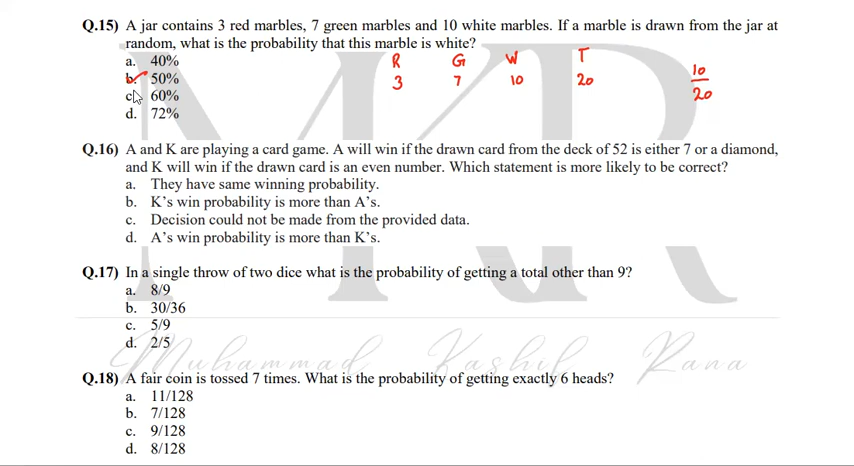 Q.15) A jar contains 3 red marbles, 7 green marbles and 10 white marbles. If a marble is drawn from the jar at
random, what is the probability that this marble is white?
a. 40%
b. 50%
c. 60%
d. 72%
R G W T
3 7 10 20
10
20
Q.16) A and K are playing a card game. A will win if the drawn card from the deck of 52 is either 7 or a diamond,
and K will win if the drawn card is an even number. Which statement is more likely to be correct?
a. They have same winning probability.
b. K's win probability is more than A's.
c. Decision could not be made from the provided data.
d. A's win probability is more than K's.
Q.17) In a single throw of two dice what is the probability of getting a total other than 9?
a. 8/9
b. 30/36
c. 5/9
d. 2/5
Muhammad Kashif Rana
Q.18) A fair coin is tossed 7 times. What is the probability of getting exactly 6 heads?
a. 11/128
b. 7/128
c. 9/128
d. 8/128